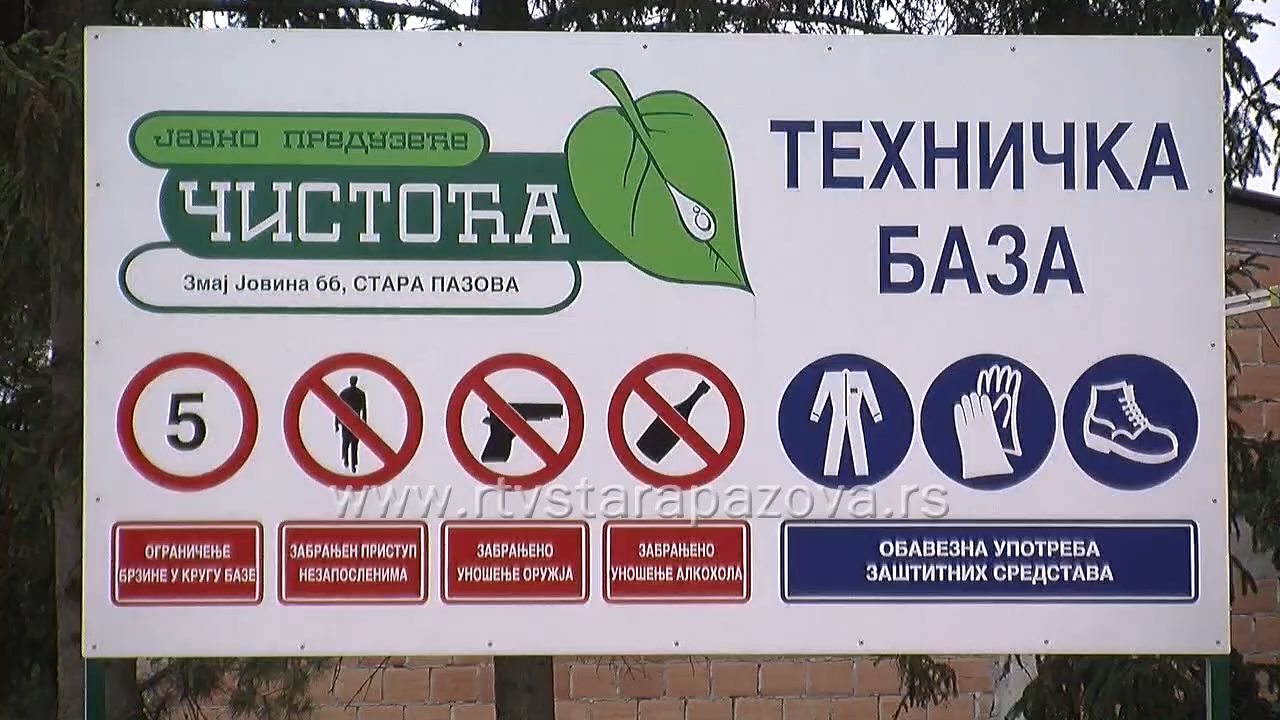 ЈАВНО ПРЕДУЗЕЋЕ
ЧИСТОЋА
Змај Јовина бб, СТАРА ПАЗОВА
ТЕХНИЧКА
БАЗА
5
www.rtvstarapazova.rs
ОГРАНИЧЕЊЕ
БРЗИНЕ У КРУГУ БАЗЕ
ЗАБРАЊЕН ПРИСТУП
НЕЗАПОСЛЕНИМА
ЗАБРАЊЕНО
УНОШЕЊЕ ОРУЖЈА
ЗАБРАЊЕНО
УНОШЕЊЕ АЛКОХОЛА
ОБАВЕЗНА УПОТРЕБА
ЗАШТИТНИХ СРЕДСТАВА